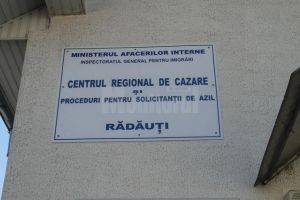 MINISTERUL AFACERILOR INTERNE
INSPECTORATUL GENERAL PENTRU IMIGRĂRI
CENTRUL REGIONAL DE CAZARE
ŞI
PROCEDURI PENTRU SOLICITANŢII DE AZIL
RĂDĂUŢI